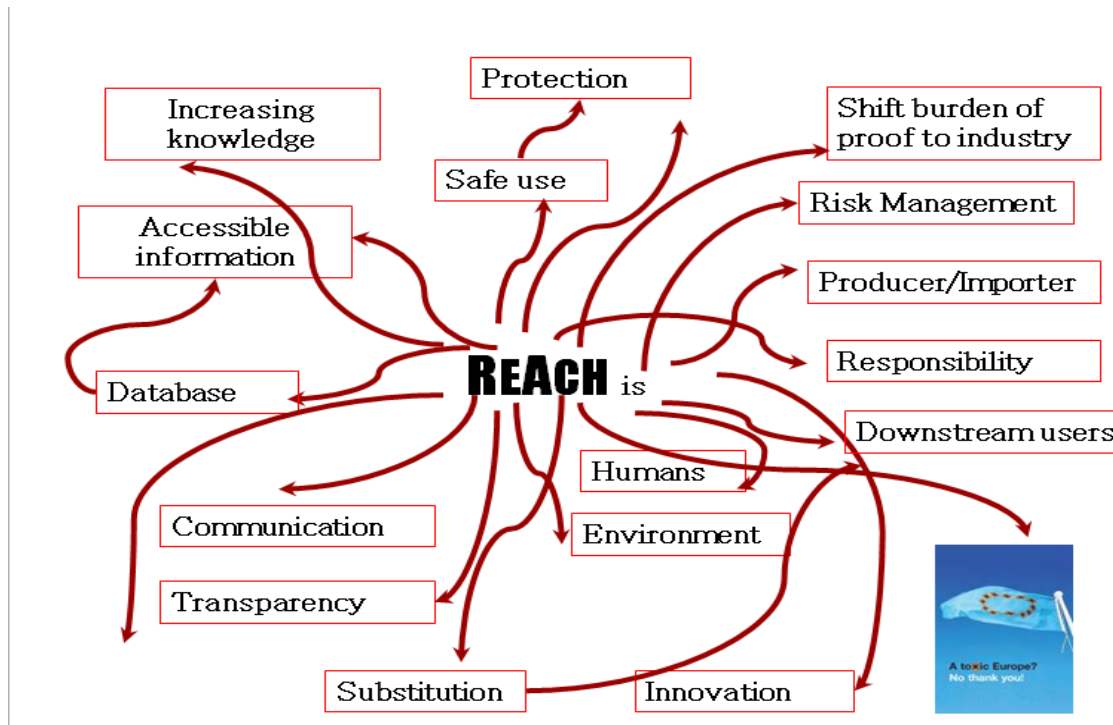 Protection
Increasing
knowledge
Shift burden of
proof to industry
Safe use
Risk Management
Accessible
information
Producer/Importer
Responsibility
REACH is
Database
Downstream users
Humans
Communication
Environment
Transparency
A toxic Europe?
No thank you!
Substitution
Innovation